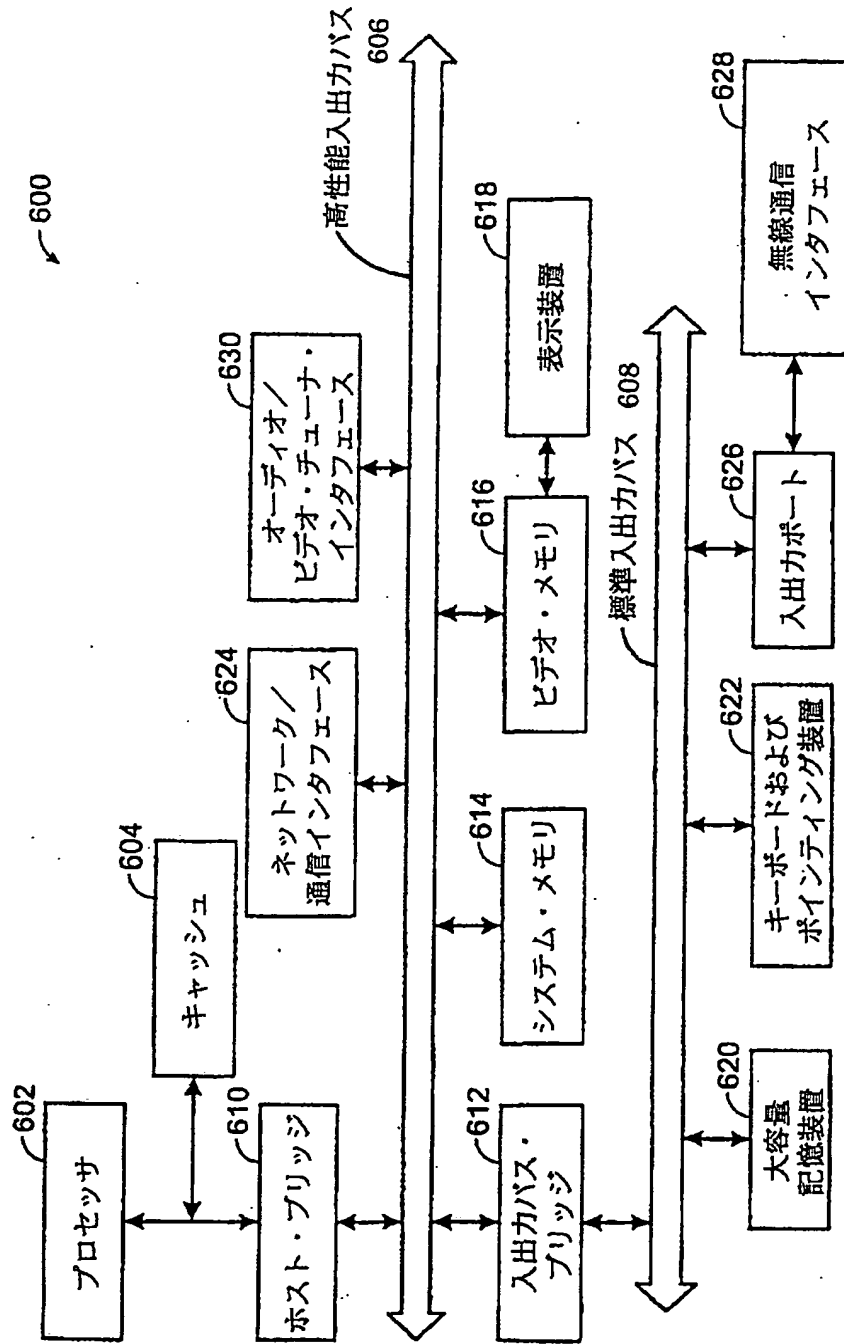 600
602
プロセッサ
604
キャッシュ
610
ホスト・ブリッジ
624
ネットワーク／
通信インタフェース
630
オーディオ／
ビデオ・チューナ・
インタフェース
高性能入出力バス
606
612
入出力バス・
ブリッジ
614
システム・メモリ
616
ビデオ・メモリ
618
表示装置
標準入出力バス 608
620
大容量
記憶装置
622
キーボードおよび
ポインティング装置
626
入出力ポート
628
無線通信
インタフェース